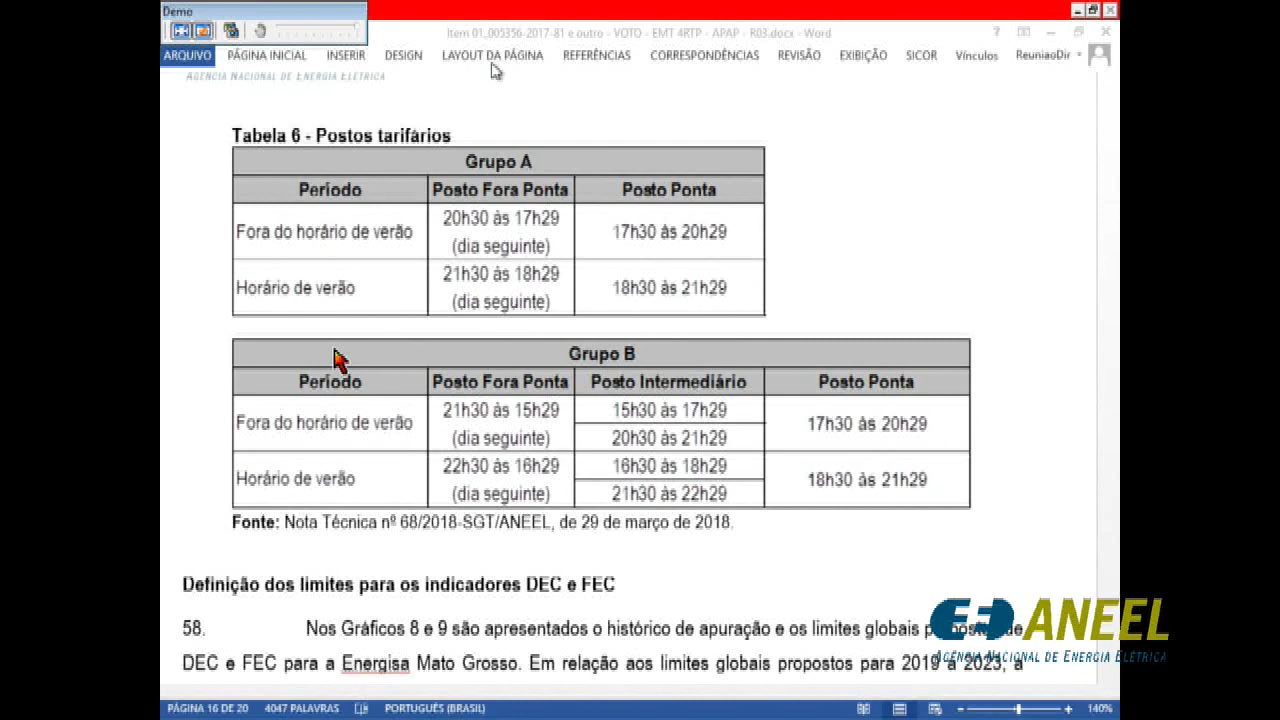 Demo
Item 01_005356-2017-81 e outro - VOTO - EMT 4RTP - APAP - R03.docx - Word
ARQUIVO PÁGINA INICIAL INSERIR DESIGN LAYOUT DA PÁGINA REFERÊNCIAS CORRESPONDÊNCIAS REVISÃO EXIBIÇÃO SICOR Vínculos ReuniaoDir
AGÊNCIA NACIONAL DE ENERGIA ELÉTRICA
Tabela 6 - Postos tarifários
Grupo A
Período Posto Fora Ponta Posto Ponta
Fora do horário de verão 20h30 às 17h29 (dia seguinte) 17h30 às 20h29
Horário de verão 21h30 às 18h29 (dia seguinte) 18h30 às 21h29
Grupo B
Período Posto Fora Ponta Posto Intermediário Posto Ponta
Fora do horário de verão 21h30 às 15h29 (dia seguinte) 15h30 às 17h29 20h30 às 21h29 17h30 às 20h29
Horário de verão 22h30 às 16h29 (dia seguinte) 16h30 às 18h29 21h30 às 22h29 18h30 às 21h29
Fonte: Nota Técnica nº 68/2018-SGT/ANEEL, de 29 de março de 2018.
Definição dos limites para os indicadores DEC e FEC
58. Nos Gráficos 8 e 9 são apresentados o histórico de apuração e os limites globais de
DEC e FEC para a Energisa Mato Grosso. Em relação aos limites globais propostos para 2019 a 2023, a
ANEEL
AGÊNCIA NACIONAL DE ENERGIA ELÉTRICA
PÁGINA 16 DE 20 4047 PALAVRAS PORTUGUÊS (BRASIL) 140%